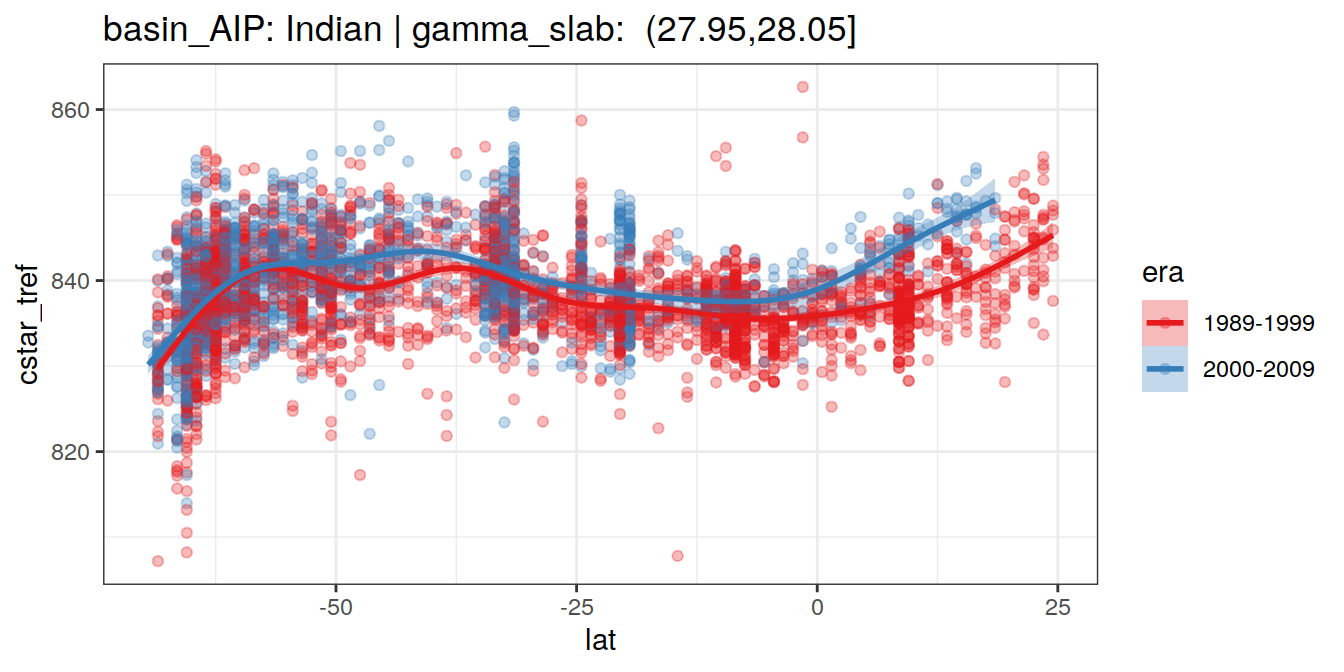 basin_AIP: Indian | gamma_slab:  (27.95,28.05]
860
840
820
cstar_tref
-50
-25
0
25
lat
era
1989-1999
2000-2009